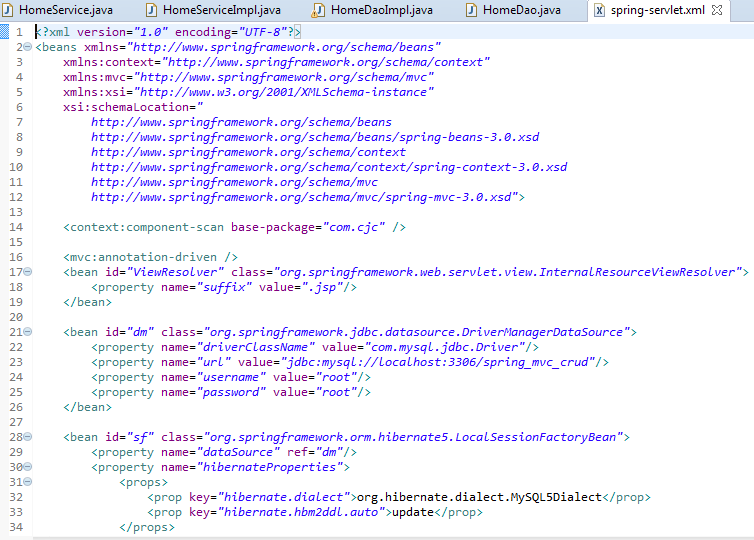 HomeService.java HomeServiceImpl.java HomeDaoImpl.java HomeDao.java spring-servlet.xml
1 <?xml version="1.0" encoding="UTF-8"?>
2 <beans xmlns="http://www.springframework.org/schema/beans"
3 xmlns:context="http://www.springframework.org/schema/context"
4 xmlns:mvc="http://www.springframework.org/schema/mvc"
5 xmlns:xsi="http://www.w3.org/2001/XMLSchema-instance"
6 xsi:schemaLocation="
7 http://www.springframework.org/schema/beans
8 http://www.springframework.org/schema/beans/spring-beans-3.0.xsd
9 http://www.springframework.org/schema/context
10 http://www.springframework.org/schema/context/spring-context-3.0.xsd
11 http://www.springframework.org/schema/mvc
12 http://www.springframework.org/schema/mvc/spring-mvc-3.0.xsd">
13
14 <context:component-scan base-package="com.cjc" />
15
16 <mvc:annotation-driven />
17 <bean id="ViewResolver" class="org.springframework.web.servlet.view.InternalResourceViewResolver">
18 <property name="suffix" value=".jsp"/>
19 </bean>
20
21 <bean id="dm" class="org.springframework.jdbc.datasource.DriverManagerDataSource">
22 <property name="driverClassName" value="com.mysql.jdbc.Driver"/>
23 <property name="url" value="jdbc:mysql://localhost:3306/spring_mvc_crud"/>
24 <property name="username" value="root"/>
25 <property name="password" value="root"/>
26 </bean>
27
28 <bean id="sf" class="org.springframework.orm.hibernate5.LocalSessionFactoryBean">
29 <property name="dataSource" ref="dm"/>
30 <property name="hibernateProperties">
31 <props>
32 <prop key="hibernate.dialect">org.hibernate.dialect.MySQL5Dialect</prop>
33 <prop key="hibernate.hbm2ddl.auto">update</prop>
34 </props>